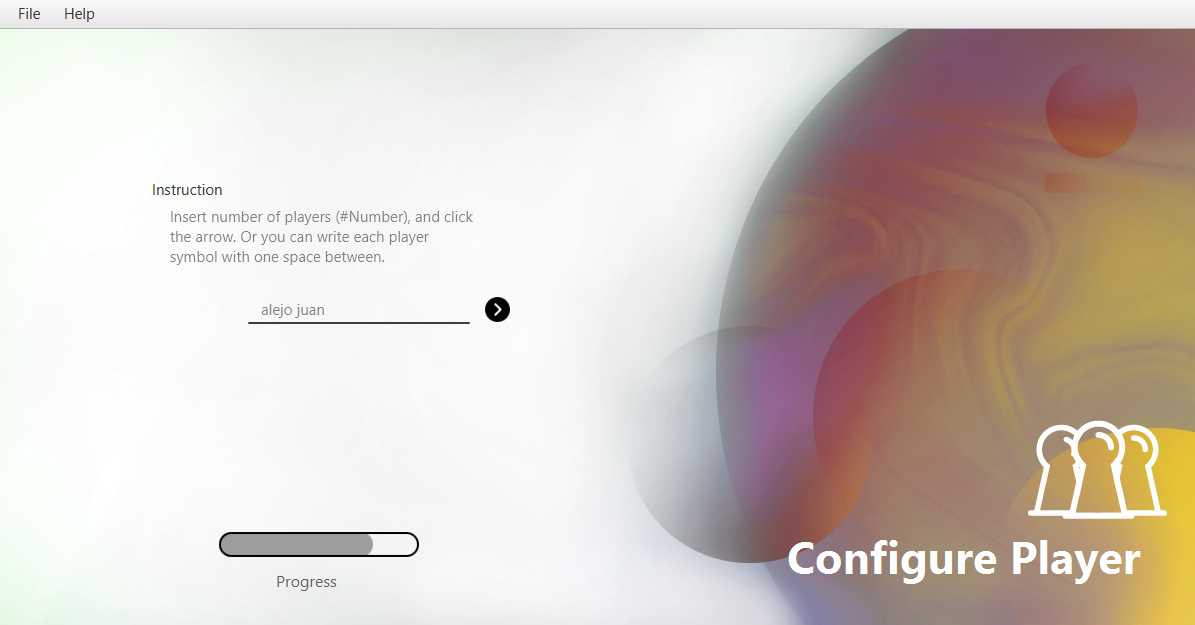 File Help
Instruction
Insert number of players (#Number), and click
the arrow. Or you can write each player
symbol with one space between.
alejo juan
Progress
Configure Player